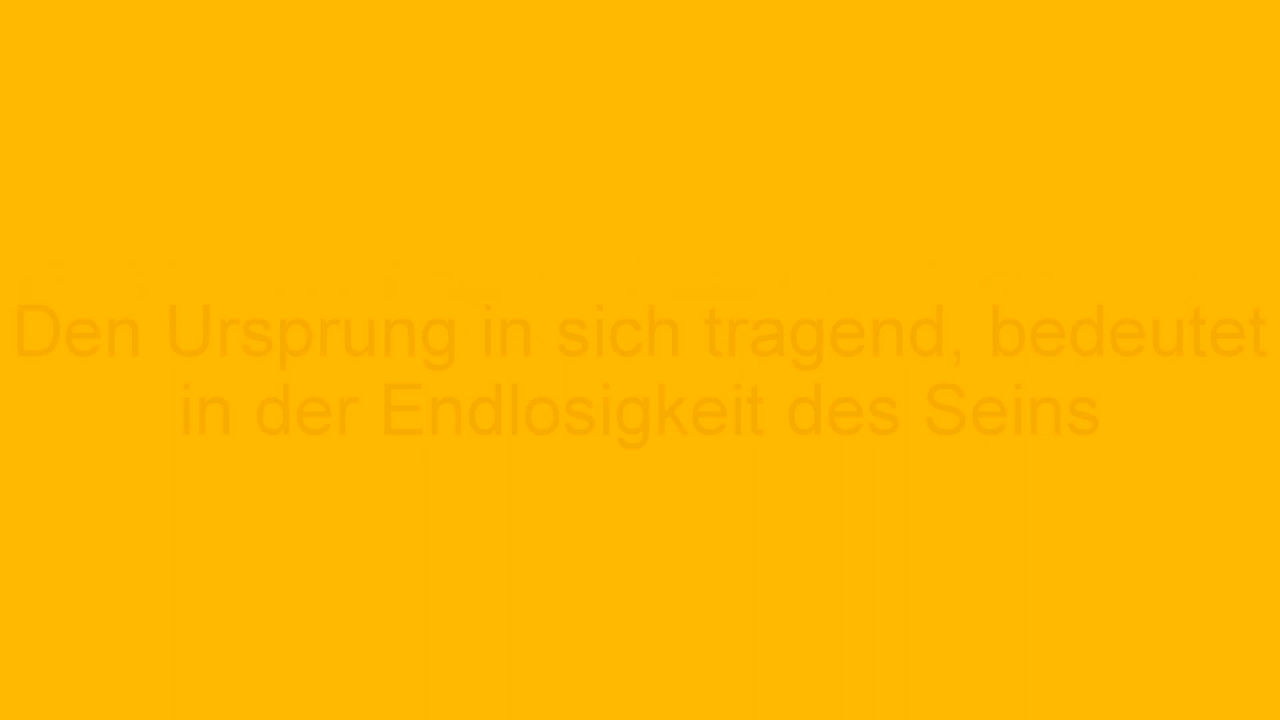 Den Ursprung in sich tragend, bedeutet
in der Endlosigkeit des Seins